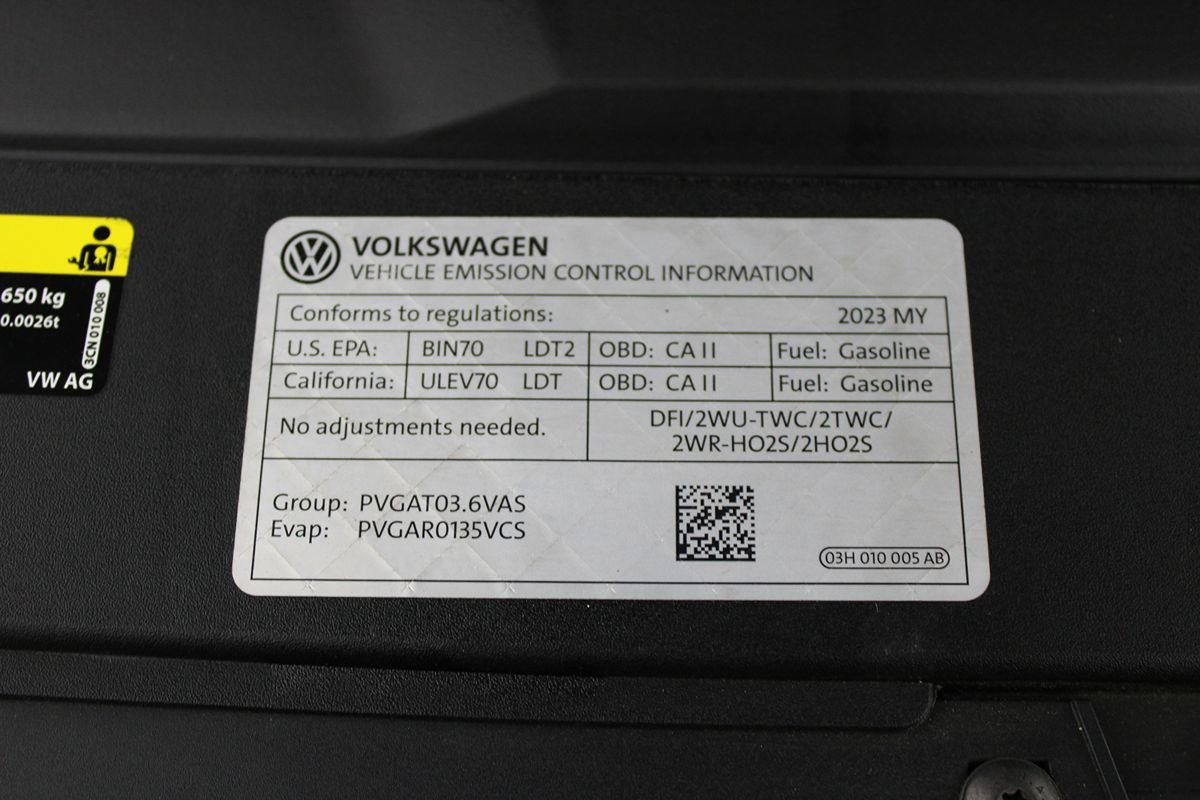 VOLKSWAGEN
VEHICLE EMISSION CONTROL INFORMATION
Conforms to regulations: 2023 MY
U.S. EPA: BIN70 LDT2 OBD: CA II Fuel: Gasoline
California: ULEV70 LDT OBD: CA II Fuel: Gasoline
No adjustments needed.
DFI/2WU-TWC/2TWC/
2WR-HO2S/2HO2S
Group: PVGAT03.6VAS
Evap: PVGAR0135VCS
03H 010 005 AB
650 kg
0.0026t
3CN 010 008
VW AG